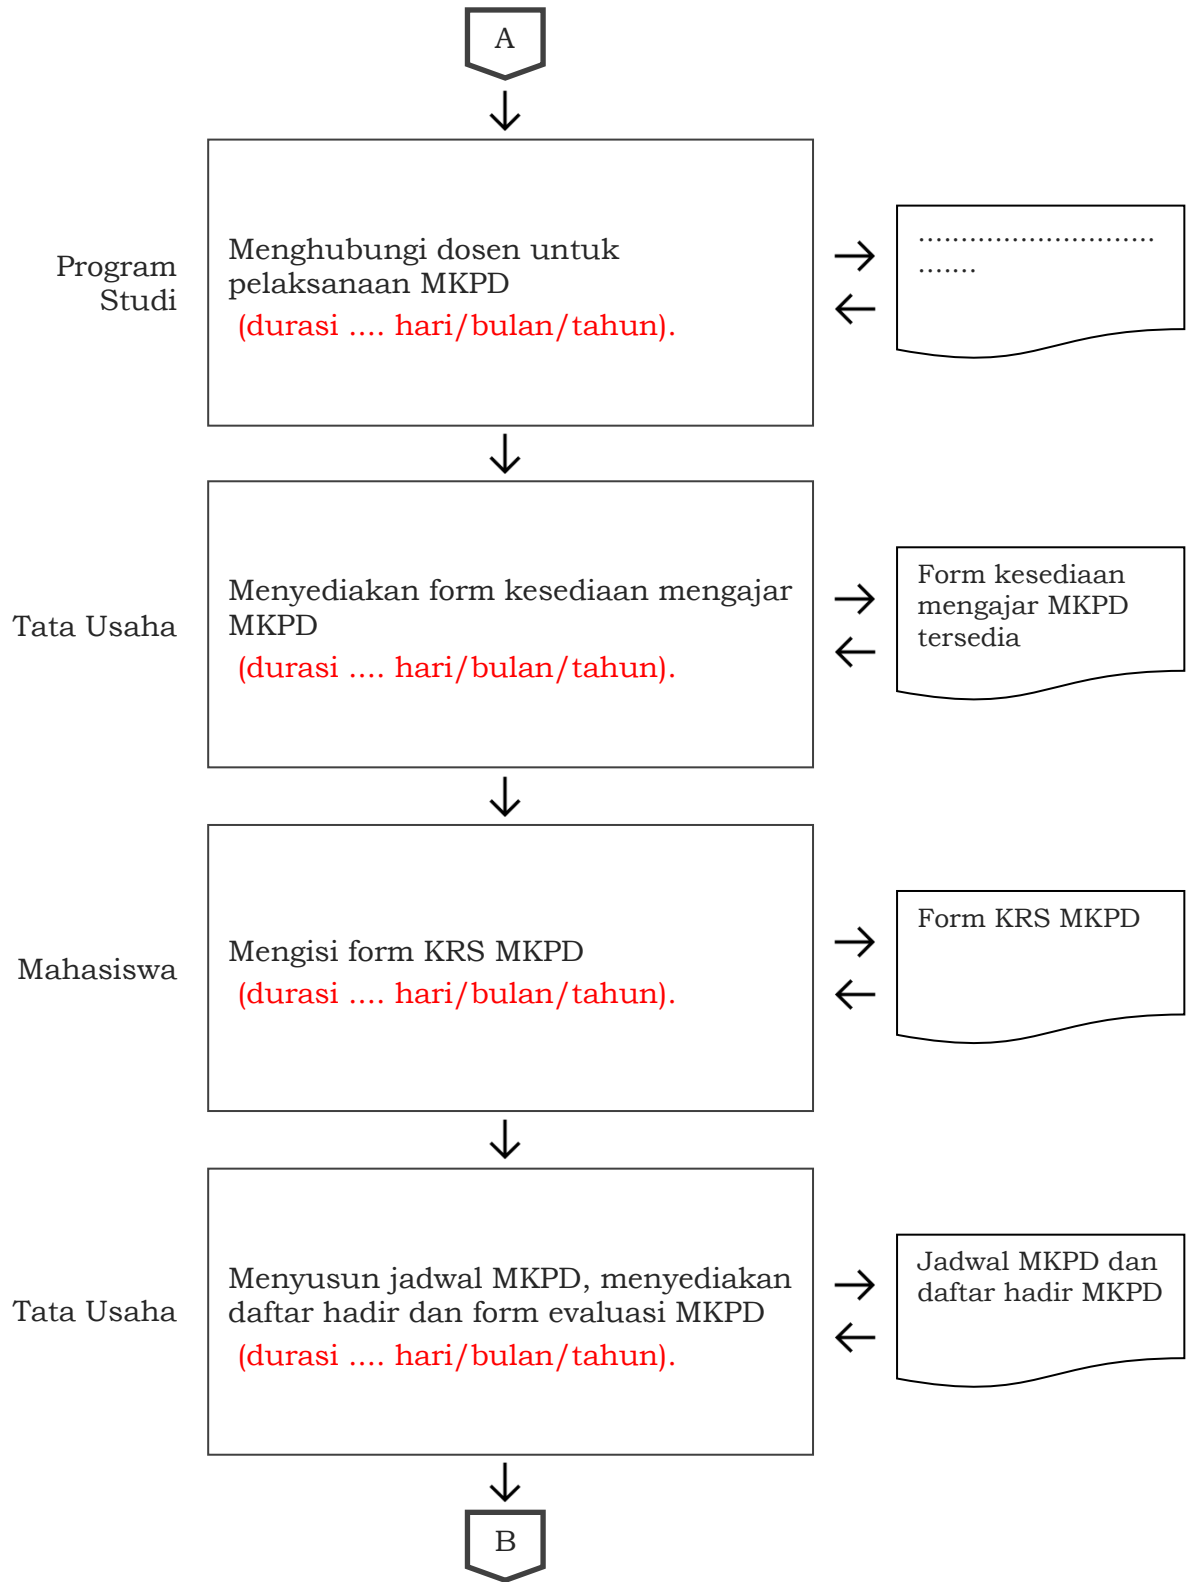 A
Program
Studi
Menghubungi dosen untuk
pelaksanaan MKPD
(durasi .... hari/bulan/tahun).
............................
.......
Tata Usaha
Menyediakan form kesediaan mengajar
MKPD
(durasi .... hari/bulan/tahun).
Form kesediaan
mengajar MKPD
tersedia
Mahasiswa
Mengisi form KRS MKPD
(durasi .... hari/bulan/tahun).
Form KRS MKPD
Tata Usaha
Menyusun jadwal MKPD, menyediakan
daftar hadir dan form evaluasi MKPD
(durasi .... hari/bulan/tahun).
Jadwal MKPD dan
daftar hadir MKPD
B